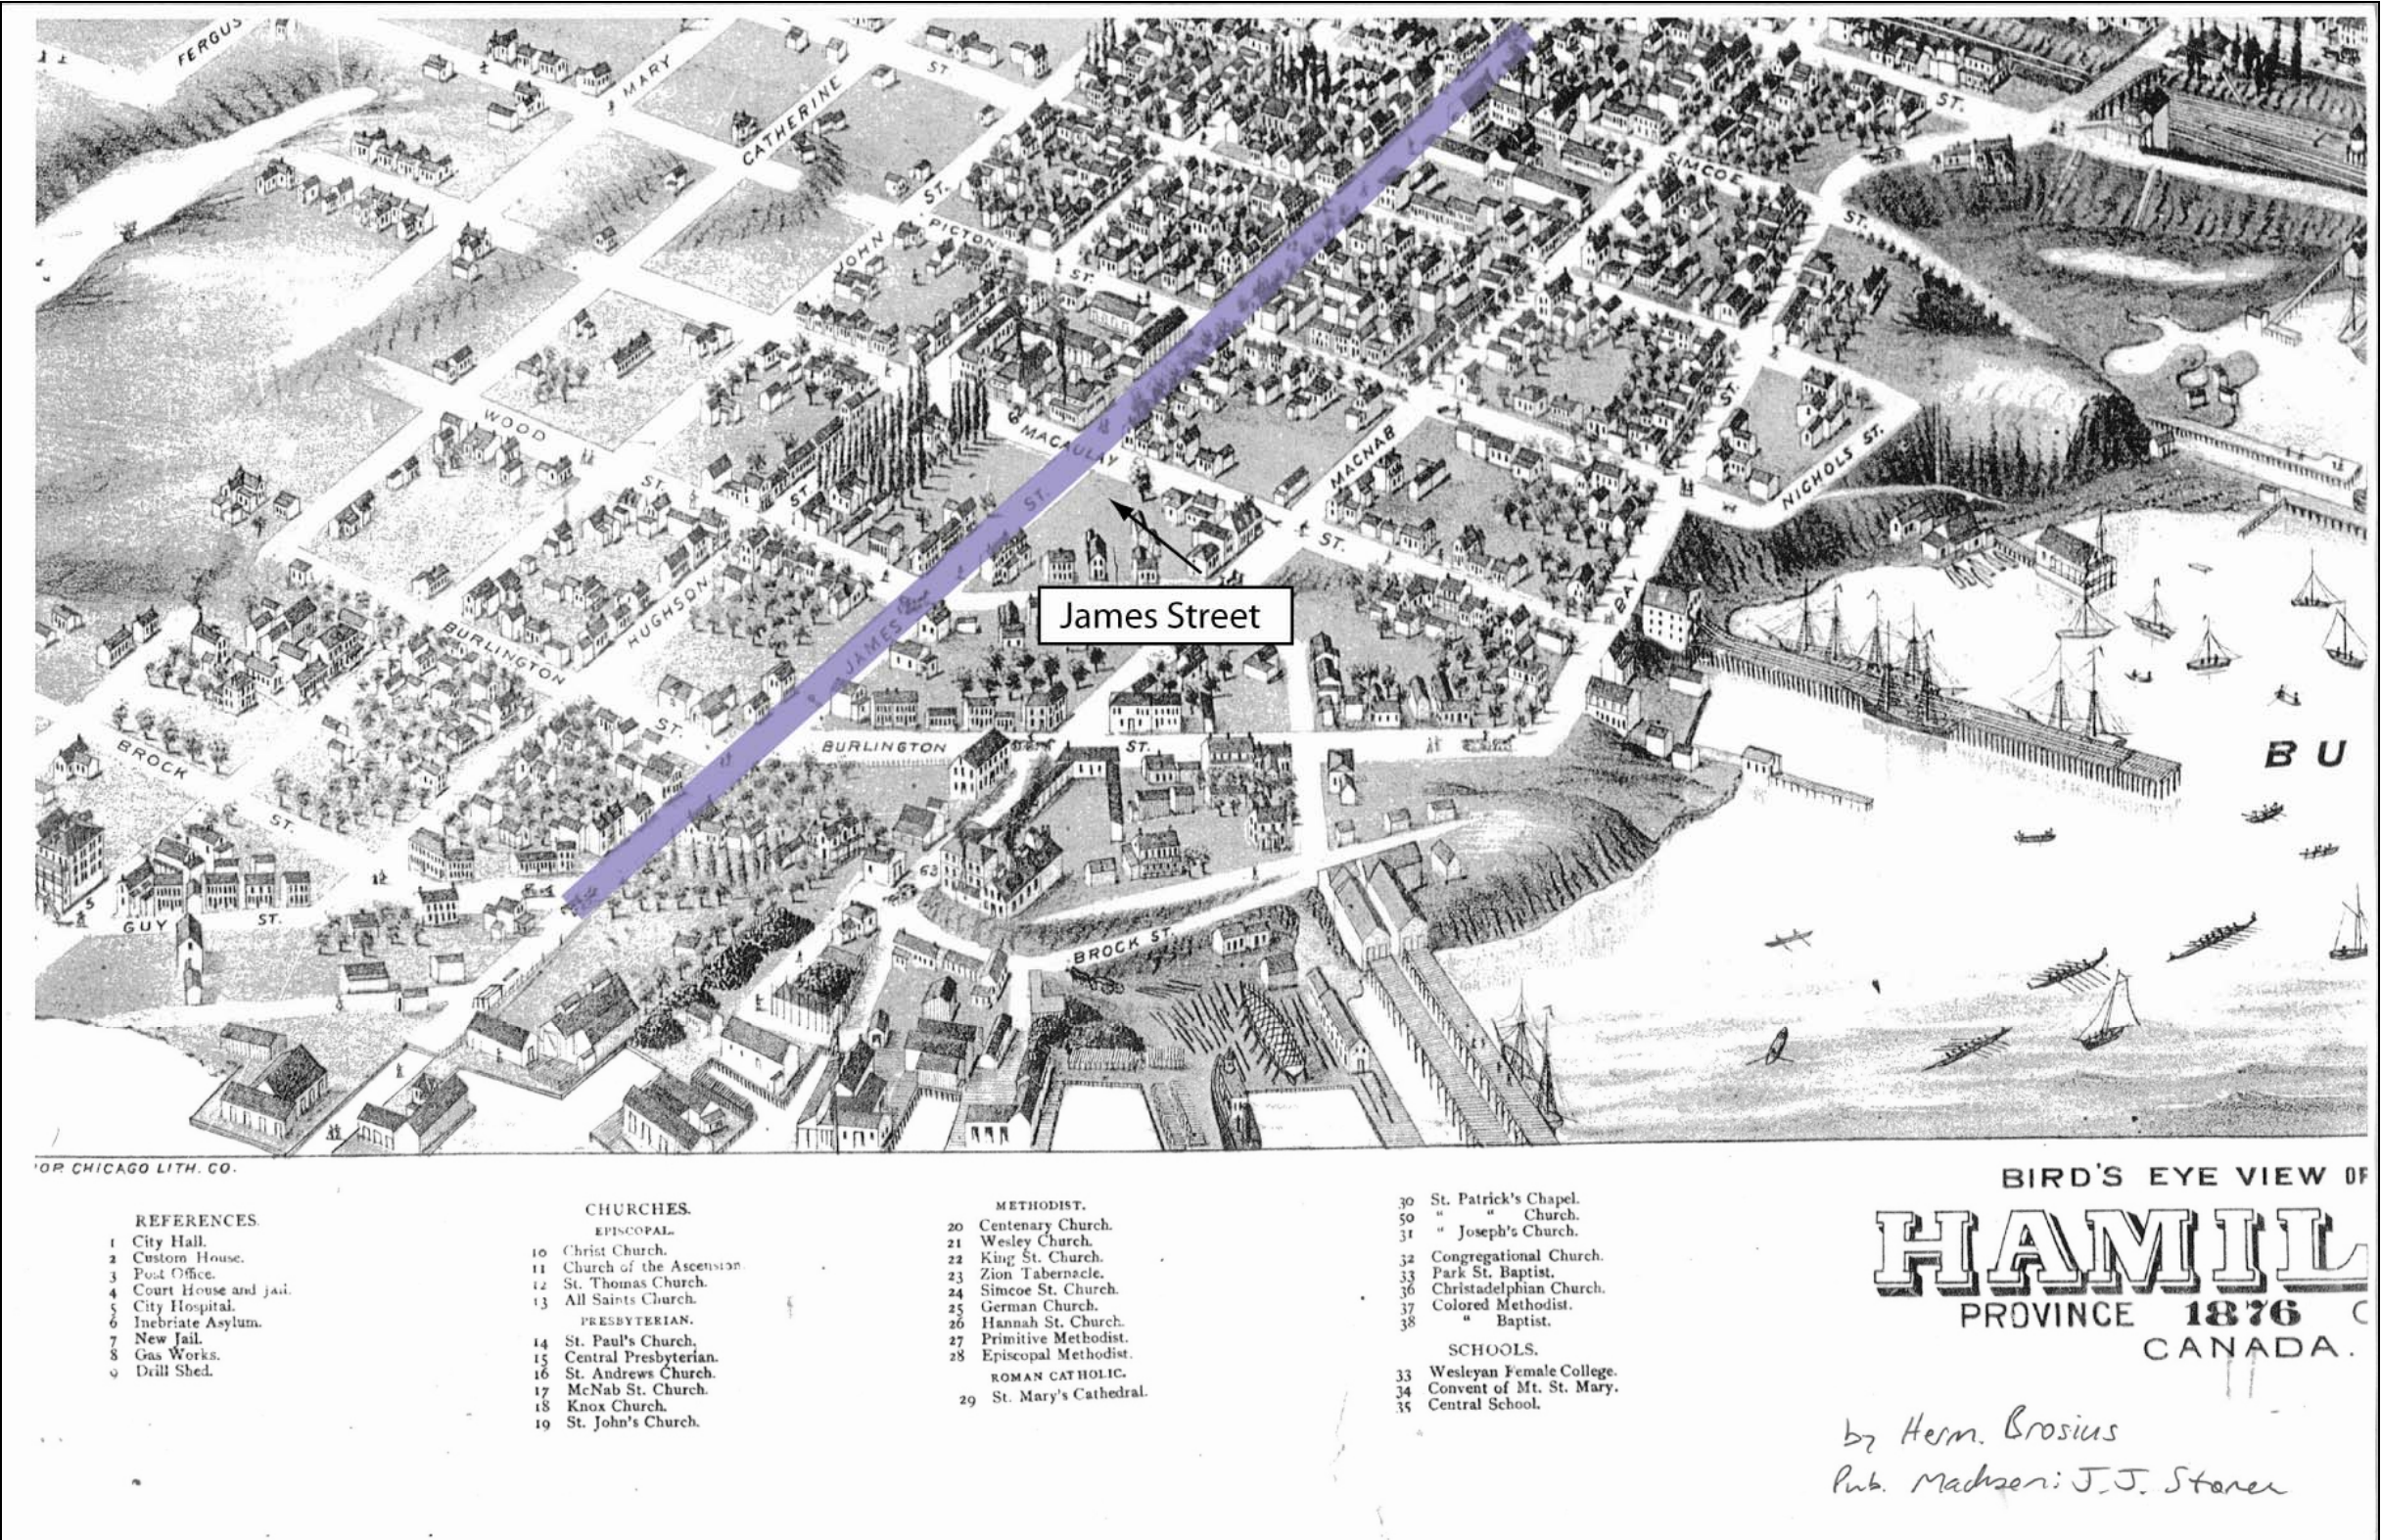 FERGUS
MARY
CATHERINE
ST.
ST.
JOHN
ST.
PICTON
ST.
SIMCOE
ST.
WOOD
ST.
ST.
MACAULAY
ST.
MACNAB
ST.
ST.
NICHOLS ST.
BA
James Street
JAMES
HUGHSON
BURLINGTON
ST.
BURLINGTON
ST.
BROCK
ST.
63
5
GUY
ST.
BROCK ST.
BU
OR CHICAGO LITH. CO.
REFERENCES.
1 City Hall.
2 Custom House.
3 Post Office.
4 Court House and jail.
5 City Hospital.
6 Inebriate Asylum.
7 New Jail.
8 Gas Works.
9 Drill Shed.
CHURCHES.
EPISCOPAL.
10 Christ Church.
11 Church of the Ascension.
12 St. Thomas Church.
13 All Saints Church.
PRESBYTERIAN.
14 St. Paul's Church.
15 Central Presbyterian.
16 St. Andrews Church.
17 McNab St. Church.
18 Knox Church.
19 St. John's Church.
METHODIST.
20 Centenary Church.
21 Wesley Church.
22 King St. Church.
23 Zion Tabernacle.
24 Simcoe St. Church.
25 German Church.
26 Hannah St. Church.
27 Primitive Methodist.
28 Episcopal Methodist.
ROMAN CATHOLIC.
29 St. Mary's Cathedral.
30 St. Patrick's Chapel.
50 " " Church.
31 " Joseph's Church.
32 Congregational Church.
33 Park St. Baptist.
36 Christadelphian Church.
37 Colored Methodist.
38 " Baptist.
SCHOOLS.
33 Wesleyan Female College.
34 Convent of Mt. St. Mary.
35 Central School.
BIRD'S EYE VIEW OF
HAMIL
PROVINCE 1876
CANADA.
by Herm. Brosius
Pub. J.J. Stoner